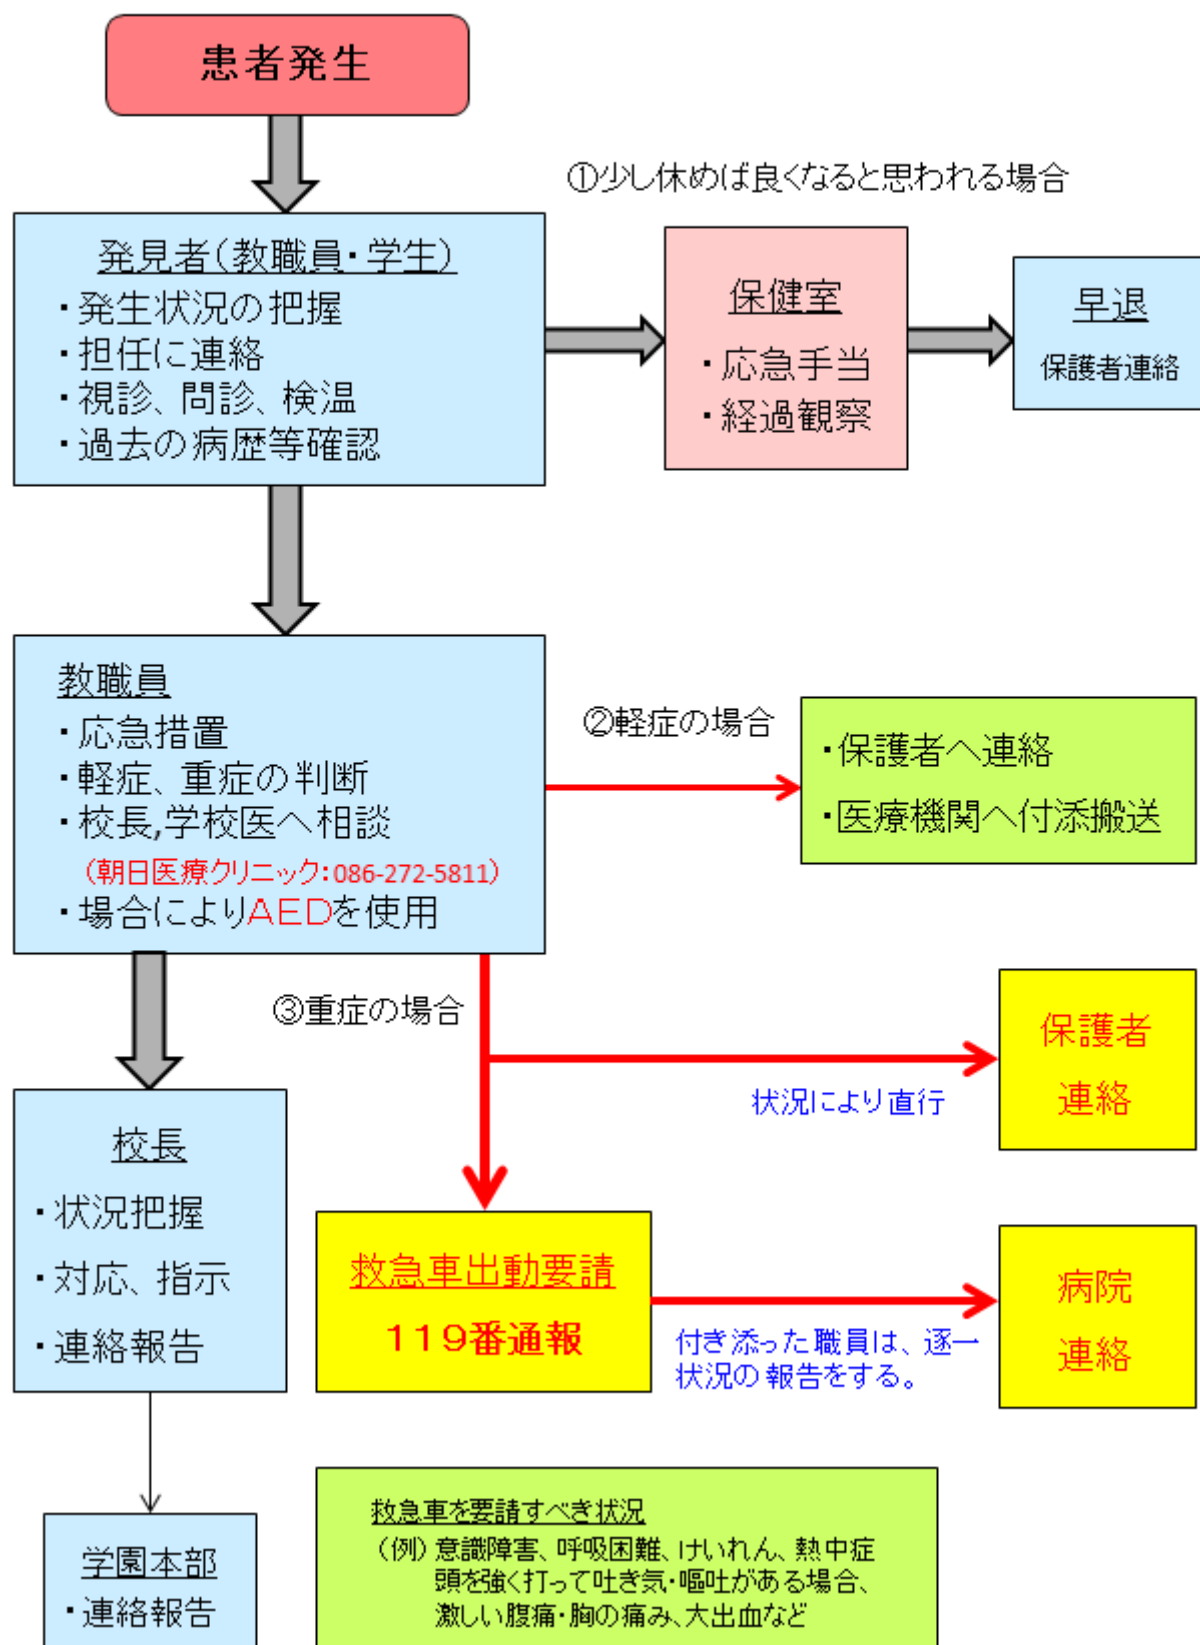 患者発生
①少し休めば良くなると思われる場合
発見者(教職員・学生)
・発生状況の把握
・担任に連絡
・視診、問診、検温
・過去の病歴等確認
保健室
・応急手当
・経過観察
早退
保護者連絡
教職員
・応急措置
・軽症、重症の判断
・校長,学校医へ相談
(朝日医療クリニック:086-272-5811)
・場合によりAEDを使用
②軽症の場合
・保護者へ連絡
・医療機関へ付添搬送
③重症の場合
保護者
連絡
状況により直行
校長
・状況把握
・対応、指示
・連絡報告
救急車出動要請
119番通報
付き添った職員は、逐一
状況の報告をする。
病院
連絡
学園本部
・連絡報告
救急車を要請すべき状況
(例)意識障害、呼吸困難、けいれん、熱中症
頭を強く打って吐き気・嘔吐がある場合、
激しい腹痛・胸の痛み、大出血など